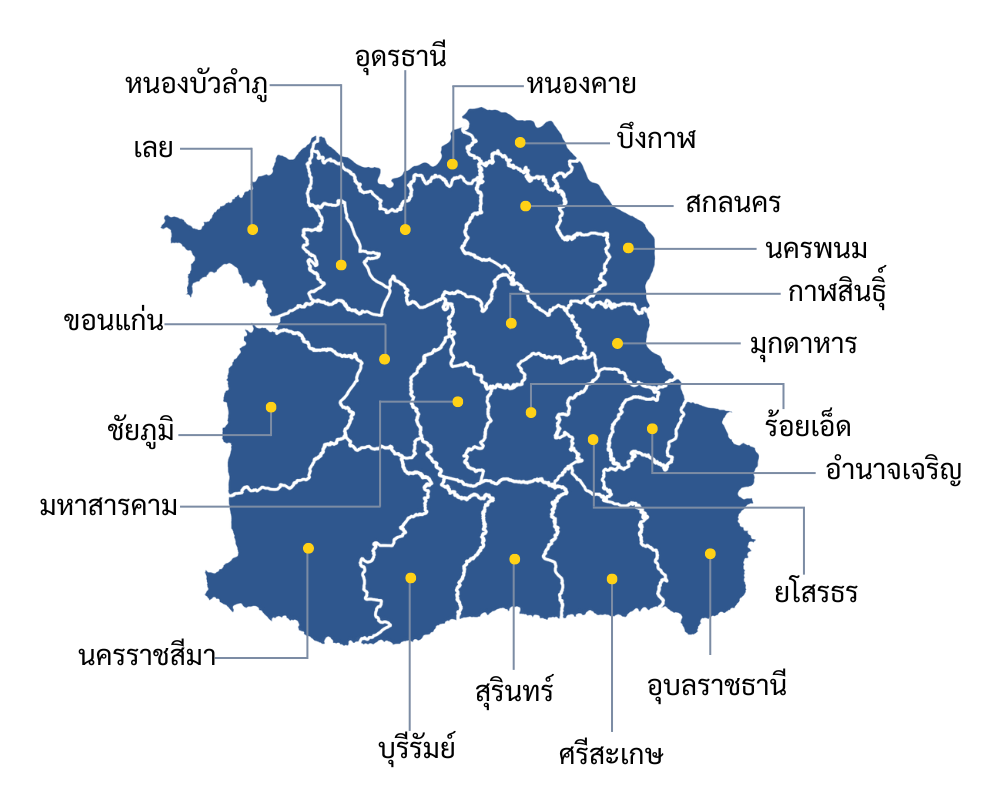 อุดรธานี
หนองบัวลำภู
หนองคาย
บึงกาฬ
เลย
สกลนคร
นครพนม
กาฬสินธุิ์
ขอนแก่น
มุกดาหาร
ชัยภูมิ
ร้อยเอ็ด
อำนาจเจริญ
มหาสารคาม
ยโสรธร
นครราชสีมา
อุบลราชธานี
สุรินทร์
บุรีรัมย์
ศรีสะเกษ